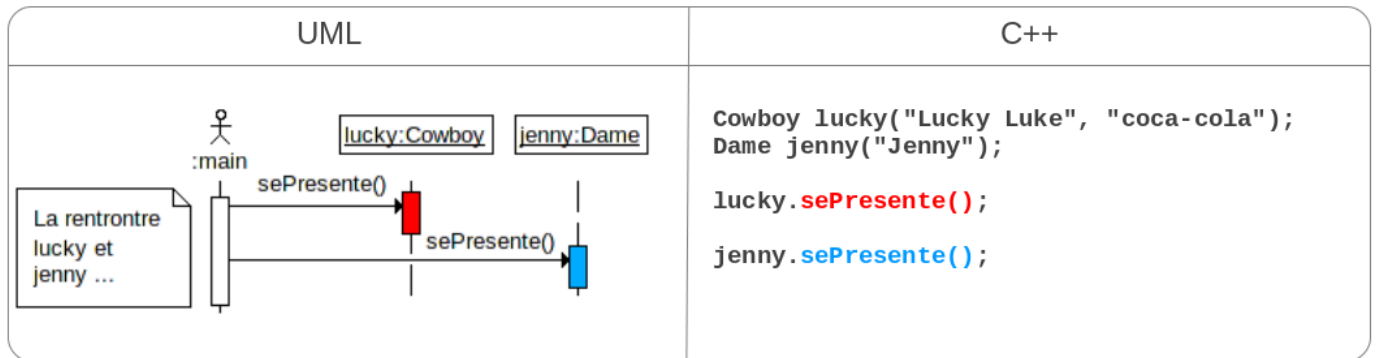 UML
C++
:main
lucky:Cowboy
jenny:Dame
sePresente()
sePresente()
La rentrontre
lucky et
jenny ...
Cowboy lucky("Lucky Luke", "coca-cola");
Dame jenny("Jenny");
lucky.sePresente();
jenny.sePresente();